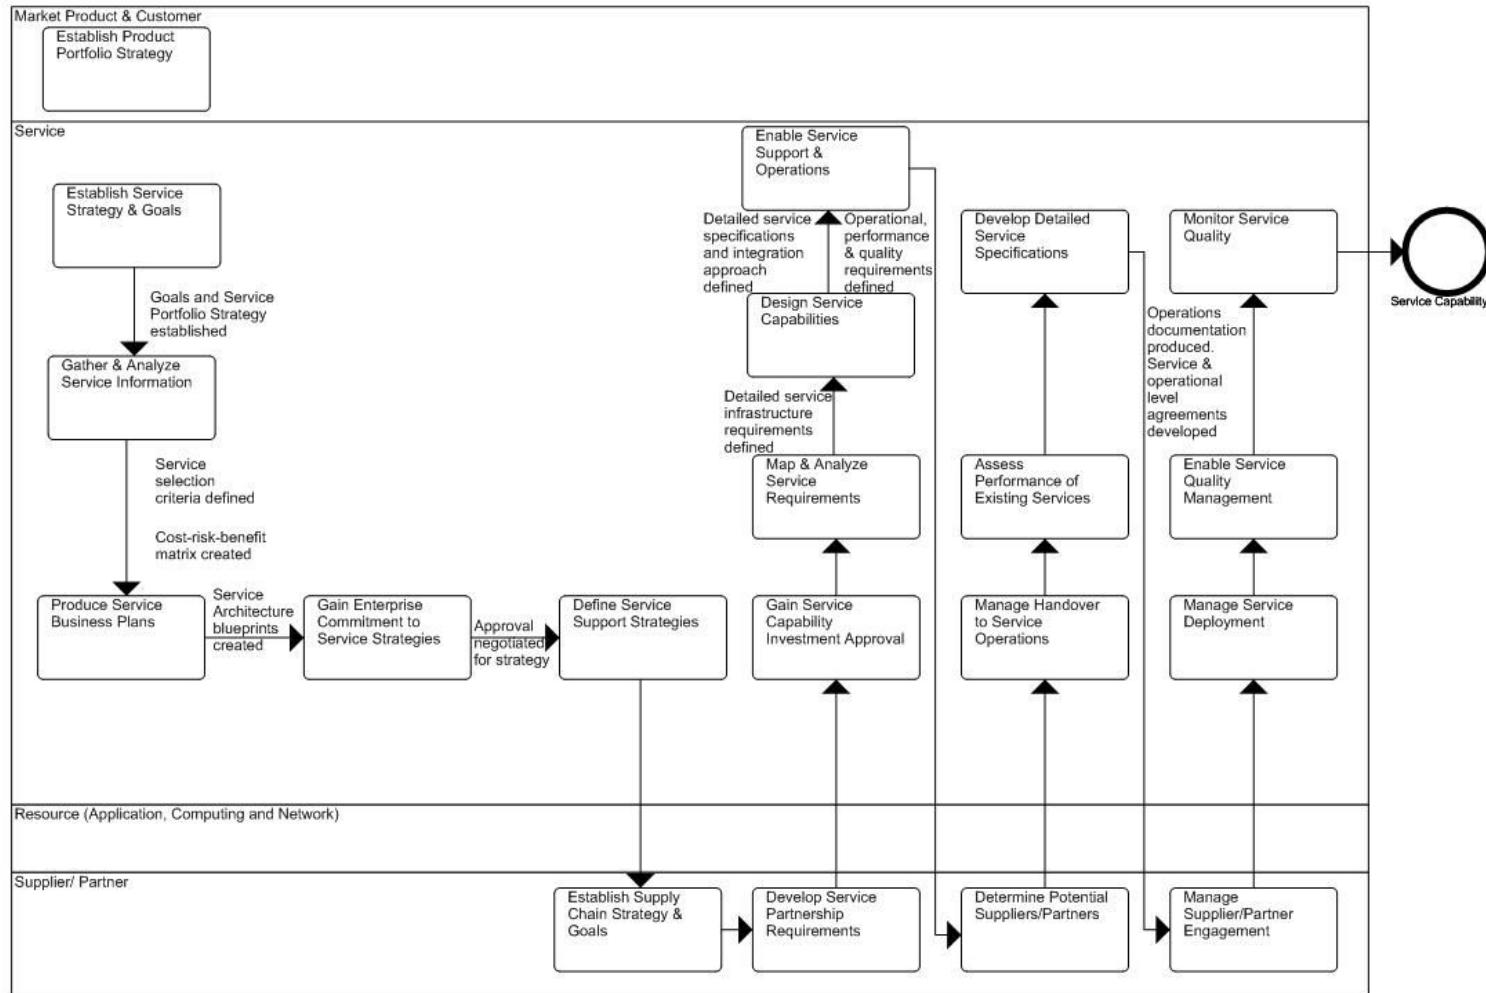 Market Product & Customer
Establish Product
Portfolio Strategy
Service
Establish Service
Strategy & Goals
Goals and Service
Portfolio Strategy
established
Gather & Analyze
Service Information
Service
selection
criteria defined
Cost-risk-benefit
matrix created
Produce Service
Business Plans
Service
Architecture
blueprints
created
Gain Enterprise
Commitment to
Service Strategies
Approval
negotiated
for strategy
Define Service
Support Strategies
Enable Service
Support &
Operations
Detailed service
specifications
and integration
approach
defined
Operational,
performance
& quality
requirements
defined
Design Service
Capabilities
Detailed service
infrastructure
requirements
defined
Map & Analyze
Service
Requirements
Gain Service
Capability
Investment Approval
Develop Detailed
Service
Specifications
Assess
Performance of
Existing Services
Manage Handover
to Service
Operations
Operations
documentation
produced.
Service &
operational
level
agreements
developed
Monitor Service
Quality
Enable Service
Quality
Management
Manage Service
Deployment
Service Capability
Resource (Application, Computing and Network)
Supplier/ Partner
Establish Supply
Chain Strategy &
Goals
Develop Service
Partnership
Requirements
Determine Potential
Suppliers/Partners
Manage
Supplier/Partner
Engagement